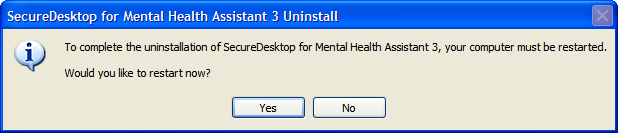 SecureDesktop for Mental Health Assistant 3 Uninstall
To complete the uninstallation of SecureDesktop for Mental Health Assistant 3, your computer must be restarted.
Would you like to restart now?
Yes No